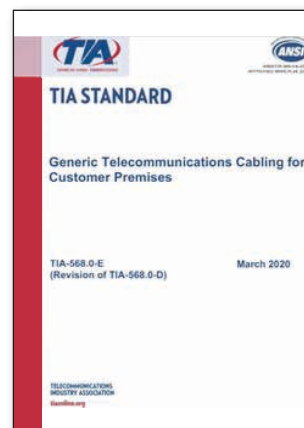 TIA
ANSI
TIA STANDARD
Generic Telecommunications Cabling for
Customer Premises
TIA-568.0-E
March 2020
(Revision of TIA-568.0-D)
TELECOMMUNICATIONS
INDUSTRY ASSOCIATION
tiaonline.org